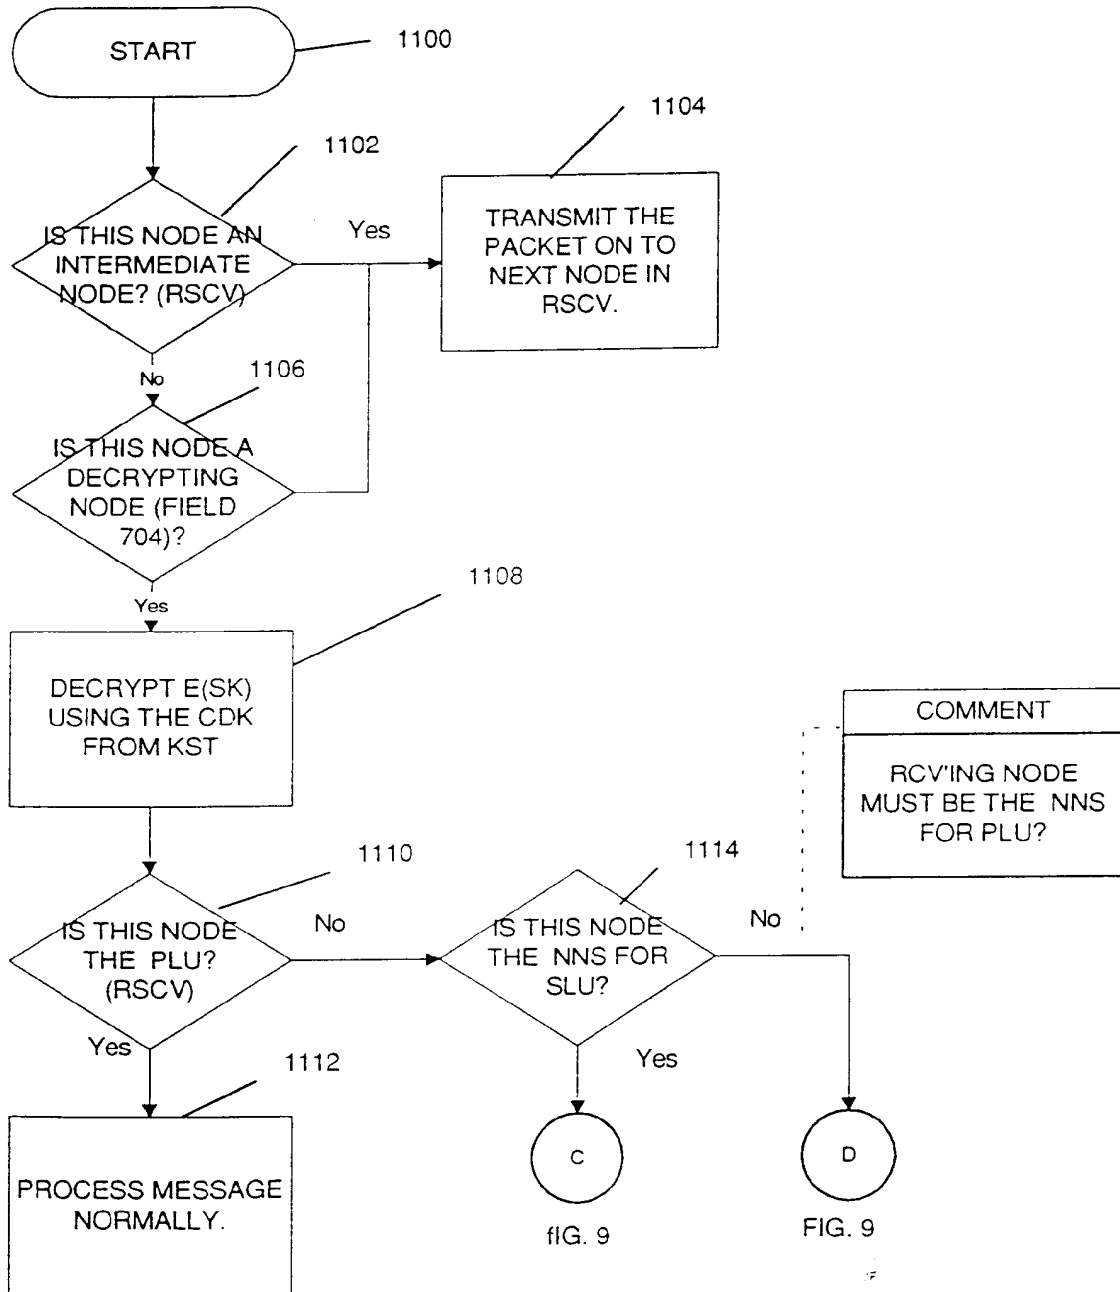 START
1100
1102
IS THIS NODE AN
INTERMEDIATE
NODE? (RSCV)
Yes
1104
TRANSMIT THE
PACKET ON TO
NEXT NODE IN
RSCV.
No
1106
IS THIS NODE A
DECRYPTING
NODE (FIELD
704)?
Yes
1108
DECRYPT E(SK)
USING THE CDK
FROM KST
COMMENT
RCV'ING NODE
MUST BE THE NNS
FOR PLU?
1110
IS THIS NODE
THE PLU?
(RSCV)
No
1114
IS THIS NODE
THE NNS FOR
SLU?
No
Yes
Yes
1112
PROCESS MESSAGE
NORMALLY.
C
fIG. 9
D
FIG. 9